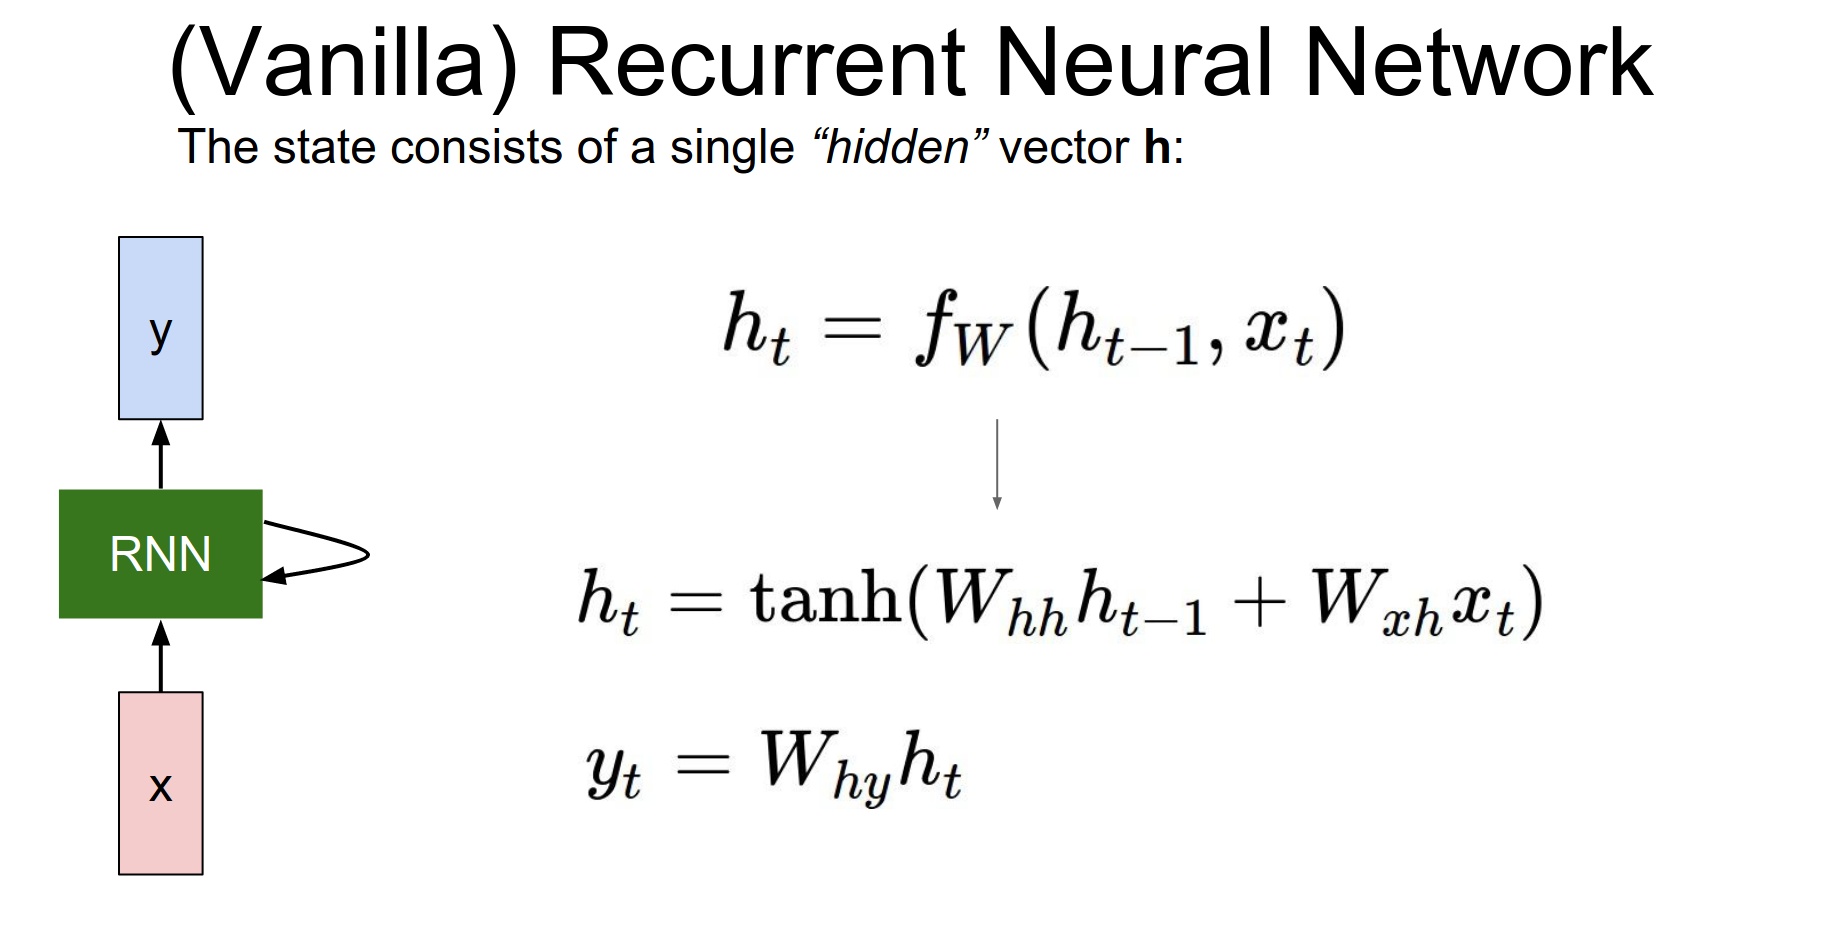 (Vanilla) Recurrent Neural Network
The state consists of a single “hidden” vector h:
y
RNN
x
h_t = f_W(h_{t−1}, x_t)
h_t = tanh(W_{hh}h_{t−1} + W_{xh}x_t)
y_t = W_{hy}h_t